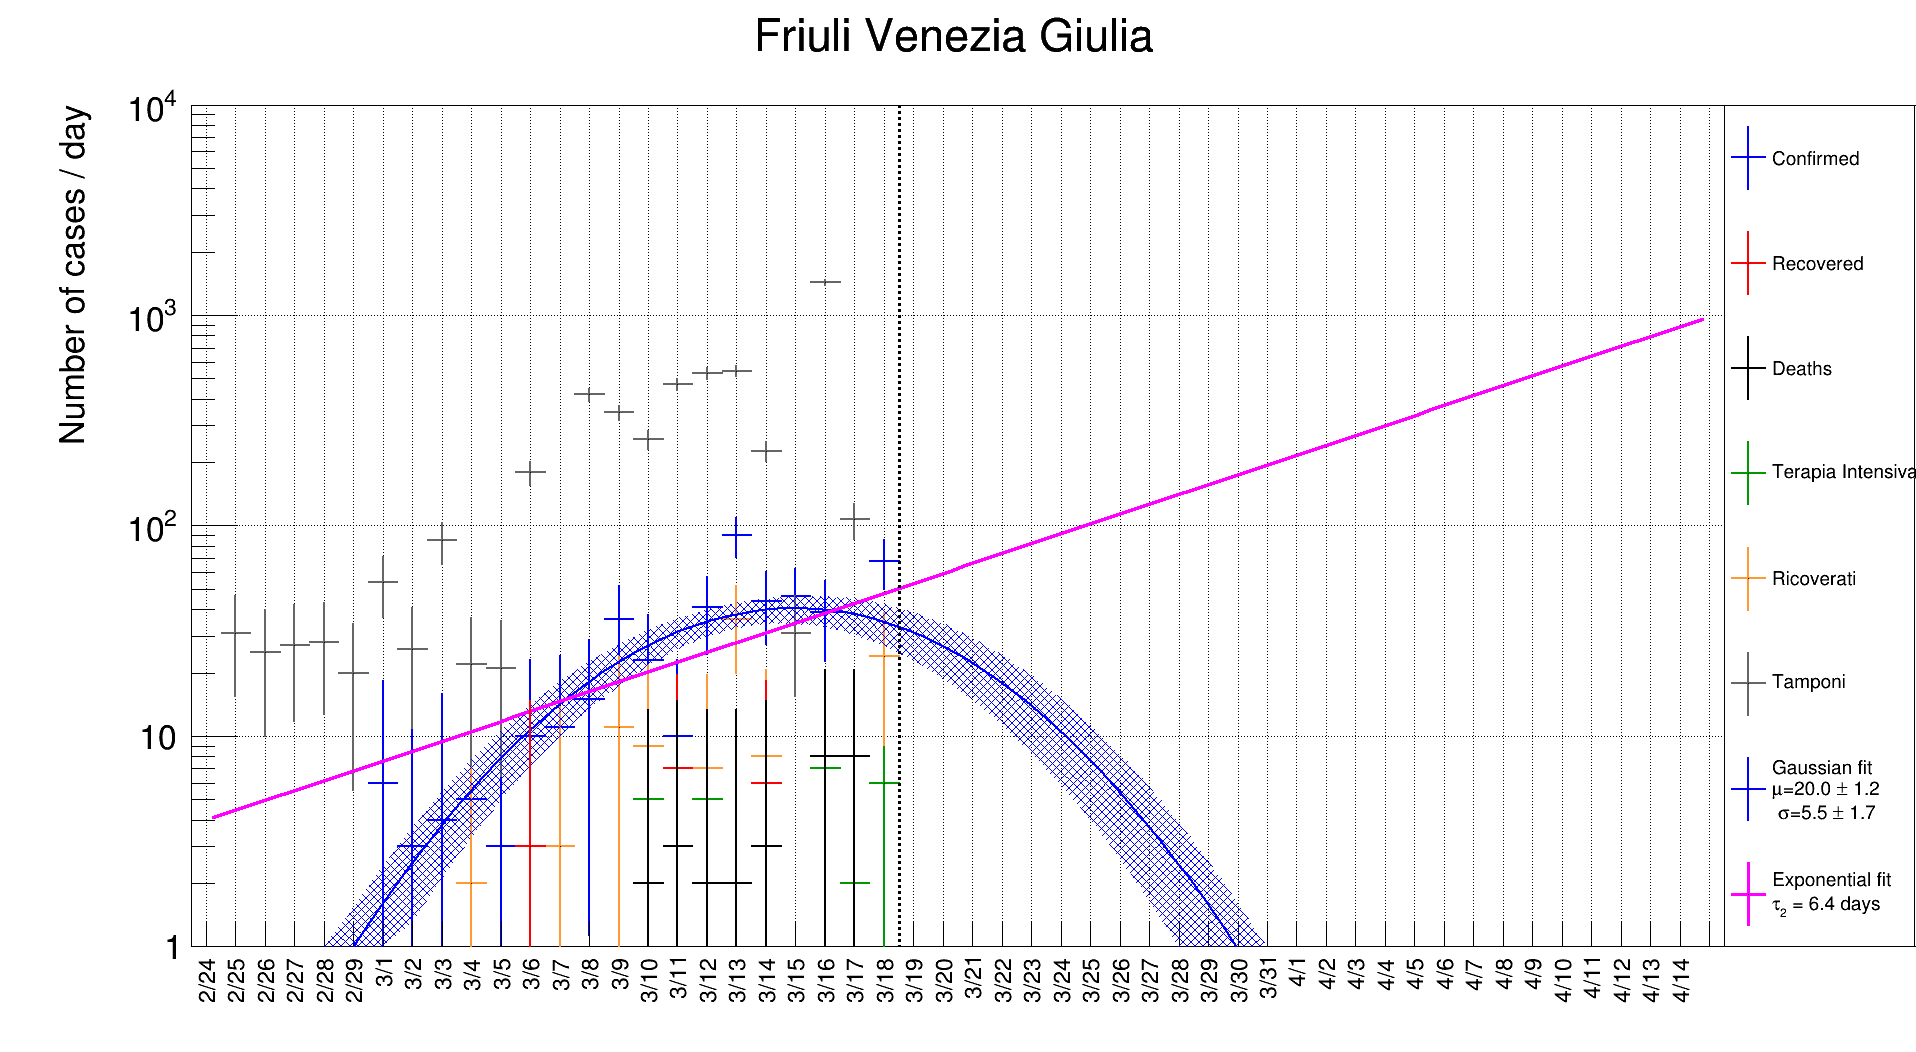 Friuli Venezia Giulia
Number of cases / day
10⁴
10³
10²
10
1
2/24 2/25 2/26 2/27 2/28 2/29 3/1 3/2 3/3 3/4 3/5 3/6 3/7 3/8 3/9 3/10 3/11 3/12 3/13 3/14 3/15 3/16 3/17 3/18 3/19 3/20 3/21 3/22 3/23 3/24 3/25 3/26 3/27 3/28 3/29 3/30 3/31 4/1 4/2 4/3 4/4 4/5 4/6 4/7 4/8 4/9 4/10 4/11 4/12 4/13 4/14
Confirmed
Recovered
Deaths
Terapia Intensiva
Ricoverati
Tamponi
Gaussian fit
μ=20.0 ± 1.2
σ=5.5 ± 1.7
Exponential fit
τ₂ = 6.4 days